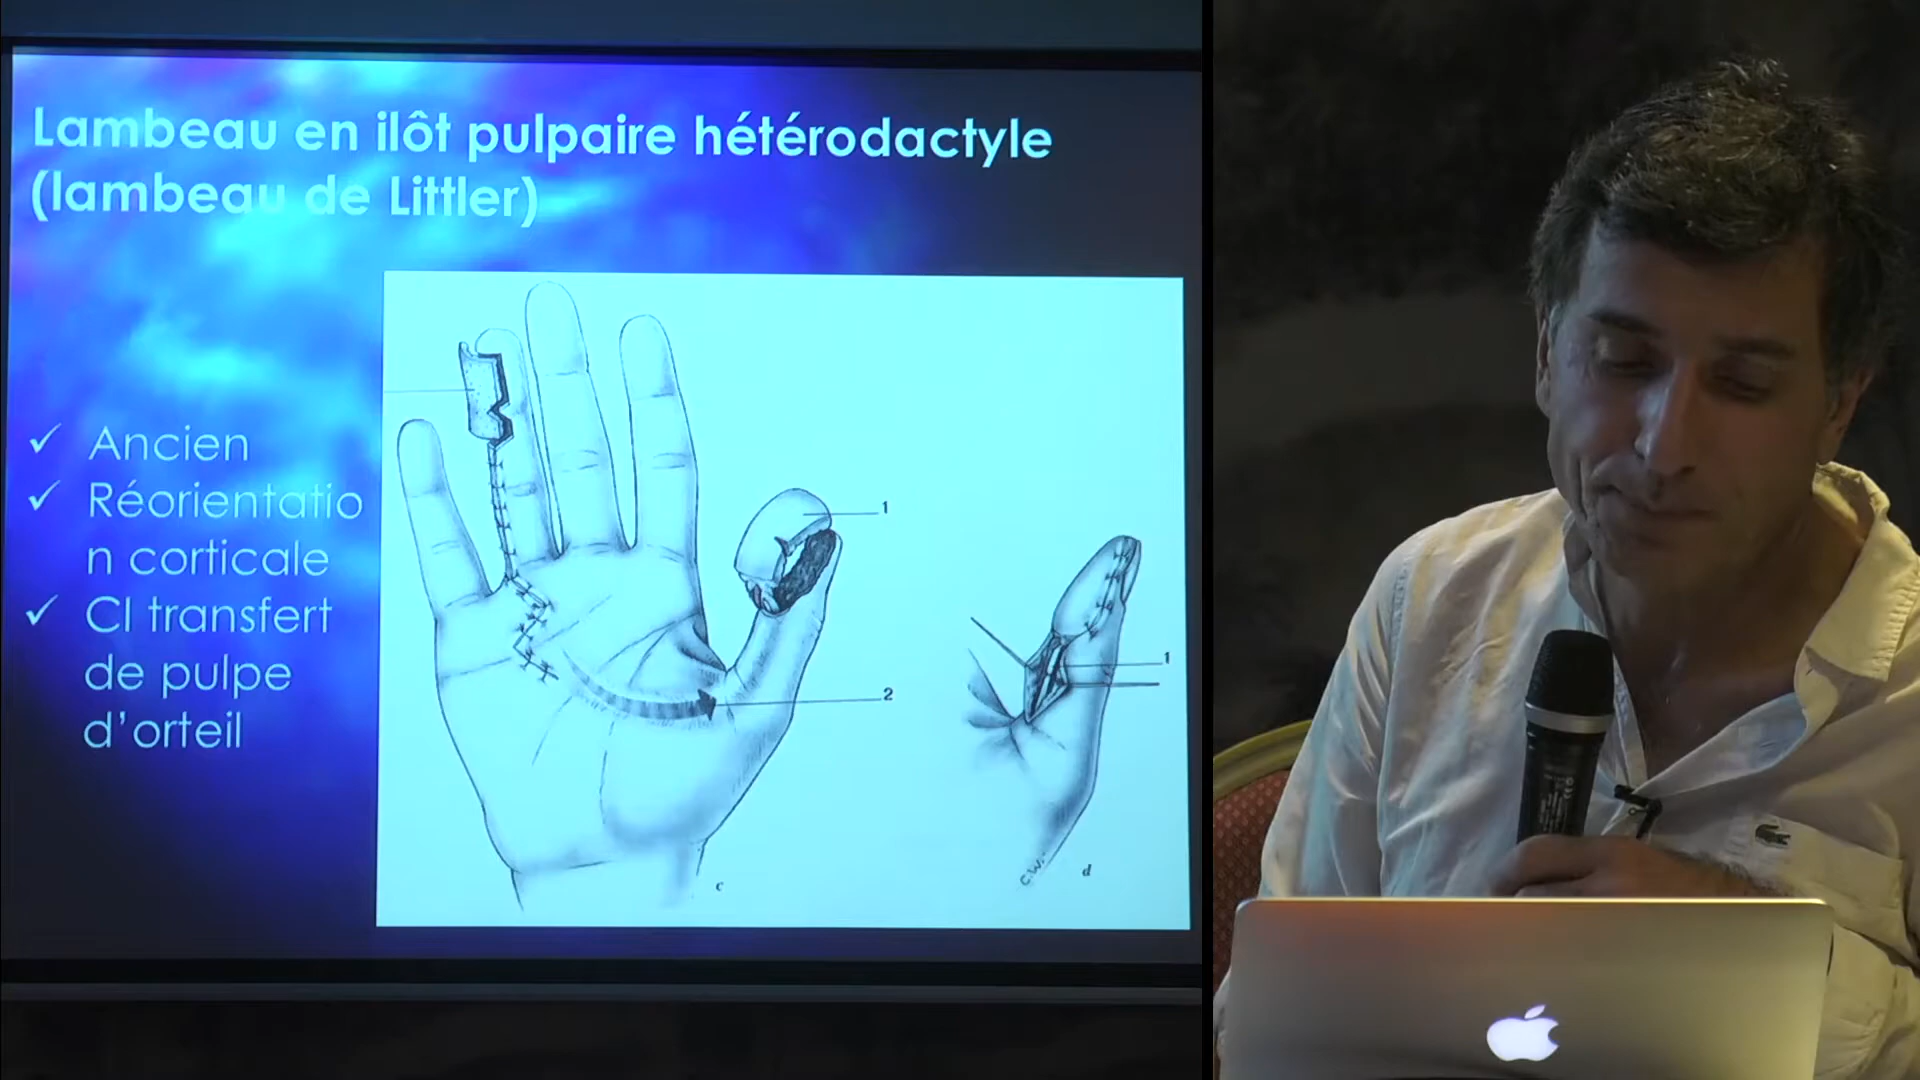 Lambeau en ilôt pulpaire hétérodactyle
(lambeau de Littler)
✓ Ancien
✓ Réorientatio
n corticale
✓ CI transfert
de pulpe
d'orteil
1
2
c
1
C.W.
d